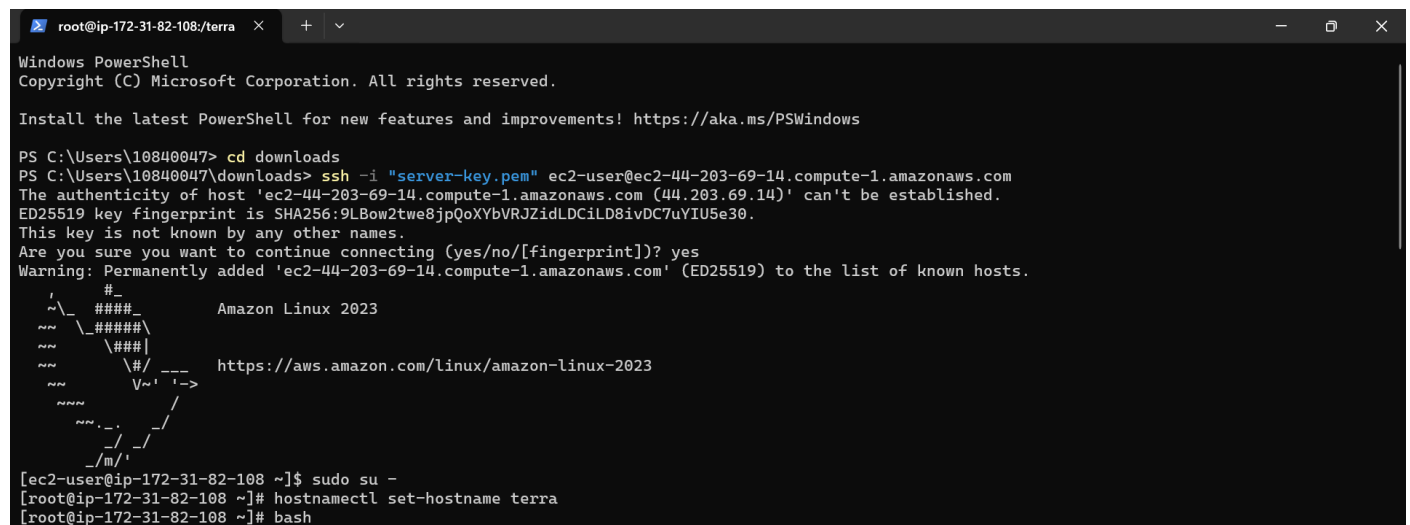 root@ip-172-31-82-108:/terra
Windows PowerShell
Copyright (C) Microsoft Corporation. All rights reserved.
Install the latest PowerShell for new features and improvements! https://aka.ms/PSWindows
PS C:\Users\10840047> cd downloads
PS C:\Users\10840047\downloads> ssh -i "server-key.pem" ec2-user@ec2-44-203-69-14.compute-1.amazonaws.com
The authenticity of host 'ec2-44-203-69-14.compute-1.amazonaws.com (44.203.69.14)' can't be established.
ED25519 key fingerprint is SHA256:9LBow2twe8jpQoXYbVRJZidLDCiLD8ivDC7uYIU5e30.
This key is not known by any other names.
Are you sure you want to continue connecting (yes/no/[fingerprint])? yes
Warning: Permanently added 'ec2-44-203-69-14.compute-1.amazonaws.com' (ED25519) to the list of known hosts.
   ,     #_
   ~\_  ####_        Amazon Linux 2023
  ~~  \_#####\
  ~~     \###|
  ~~       \#/ ___   https://aws.amazon.com/linux/amazon-linux-2023
   ~~       V~' '->
    ~~~         /
      ~~._.   _/
         _/ _/
       _/m/'
[ec2-user@ip-172-31-82-108 ~]$ sudo su -
[root@ip-172-31-82-108 ~]# hostnamectl set-hostname terra
[root@ip-172-31-82-108 ~]# bash